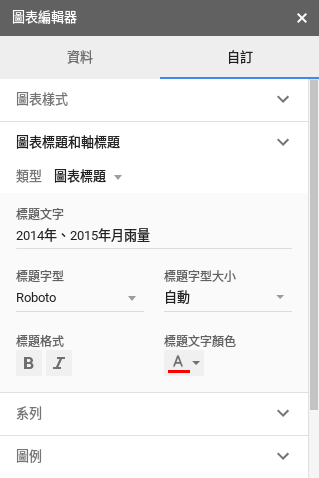 圖表編輯器
資料 自訂
圖表樣式
圖表標題和軸標題
類型 圖表標題
標題文字
2014年、2015年月雨量
標題字型 標題字型大小
Roboto 自動
標題格式 標題文字顏色
B I A
系列
圖例